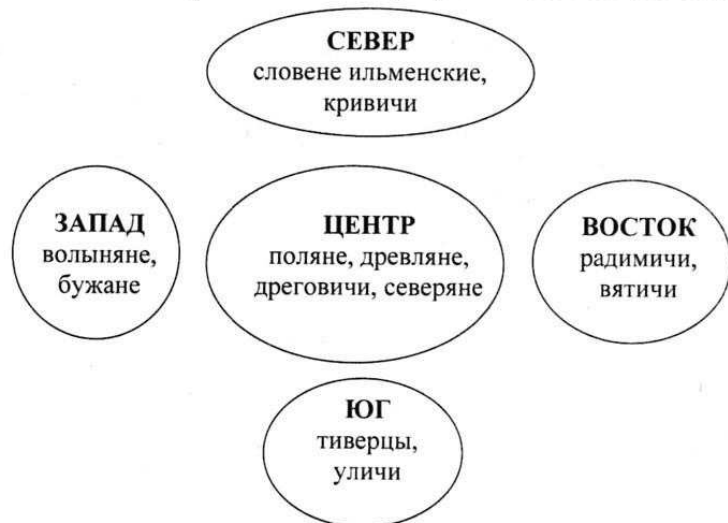 СЕВЕР
словене ильменские,
кривичи
ЗАПАД
волыняне,
бужане
ЦЕНТР
поляне, древляне,
дреговичи, северяне
ВОСТОК
радимичи,
вятичи
ЮГ
тиверцы,
уличи